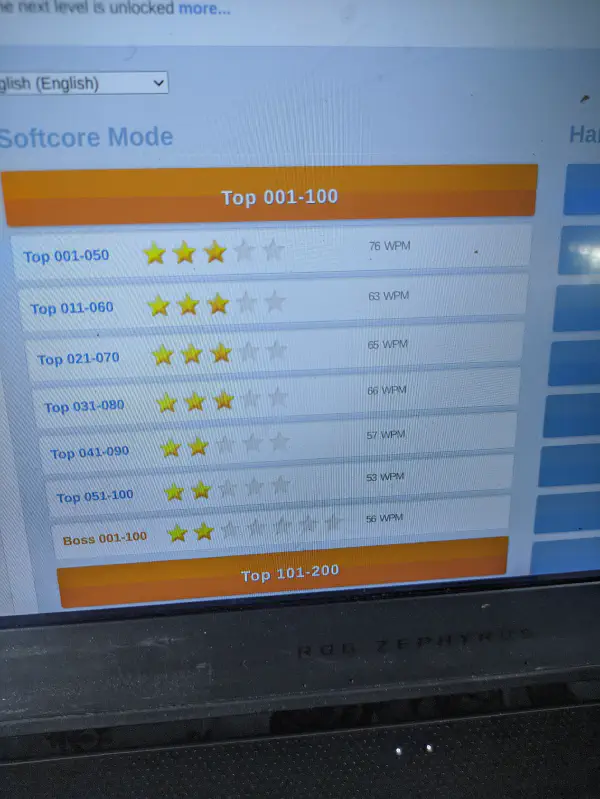 he next level is unlocked more...
glish (English)
Softcore Mode
Ha
Top 001-100
Top 001-050 76 WPM
Top 011-060 63 WPM
Top 021-070 65 WPM
Top 031-080 66 WPM
Top 041-090 57 WPM
Top 051-100 53 WPM
Boss 001-100 56 WPM
Top 101-200
ROG ZEPHYRUS